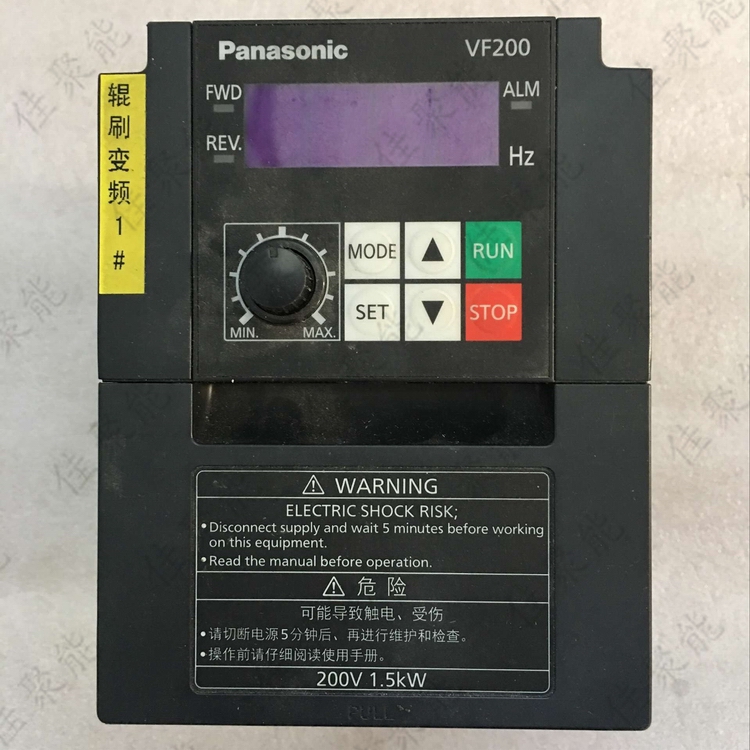 Panasonic VF200
FWD
ALM
REV.
Hz
辊刷变频1#
MODE
RUN
SET
STOP
MIN.
MAX.
WARNING
ELECTRIC SHOCK RISK;
•Disconnect supply and wait 5 minutes before working
on this equipment.
•Read the manual before operation.
危险
可能导致触电、受伤
•请切断电源5分钟后、再进行维护和检查。
•操作前请仔细阅读使用手册。
200V 1.5kW
PULL
佳聚能